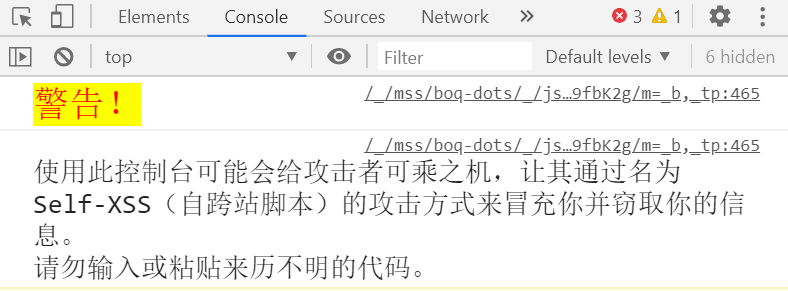 Elements Console Sources Network » 3 1
top Filter Default levels ▼ 6 hidden
警告！ /_/mss/boq-dots/_/js…9fbK2g/m=_b,_tp:465
/_/mss/boq-dots/_/js…9fbK2g/m=_b,_tp:465
使用此控制台可能会给攻击者可乘之机，让其通过名为
Self-XSS（自跨站脚本）的攻击方式来冒充你并窃取你的信
息。
请勿输入或粘贴来历不明的代码。